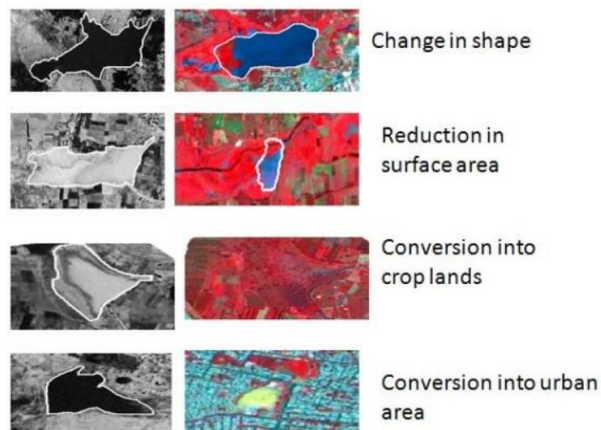 Change in shape
Reduction in
surface area
Conversion into
crop lands
Conversion into urban
area